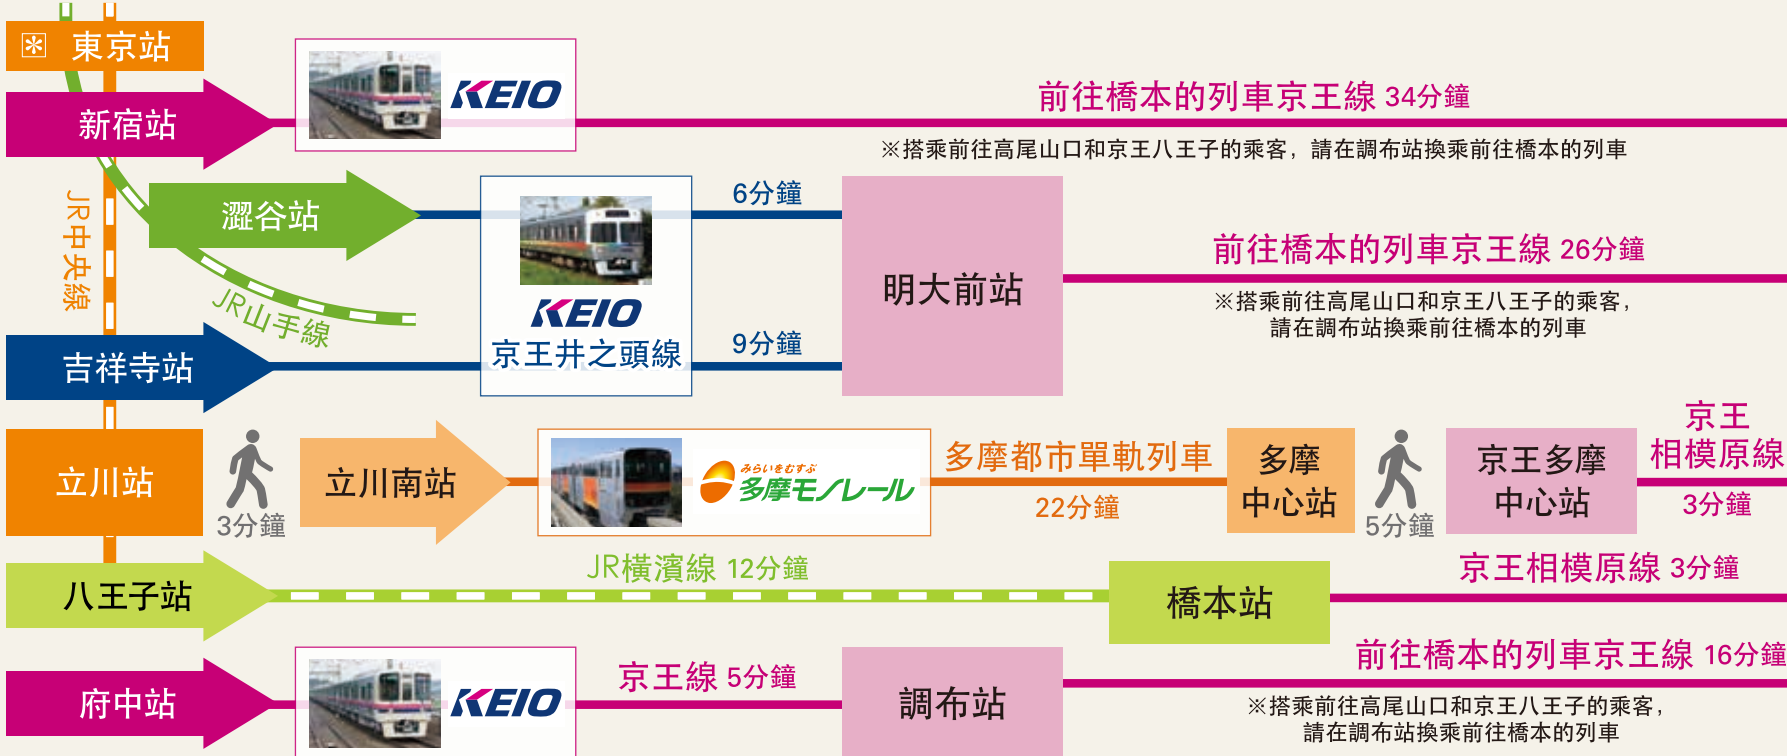 ※ 東京站
新宿站
KEIO
前往橋本的列車京王線 34分鐘
※搭乘前往高尾山口和京王八王子的乘客，請在調布站換乘前往橋本的列車
JR中央線
澀谷站
JR山手線
6分鐘
KEIO
京王井之頭線
9分鐘
明大前站
前往橋本的列車京王線 26分鐘
※搭乘前往高尾山口和京王八王子的乘客，
請在調布站換乘前往橋本的列車
吉祥寺站
立川站
3分鐘
立川南站
みらいをむすぶ
多摩モノレール
多摩都市單軌列車
22分鐘
多摩
中心站
5分鐘
京王多摩
中心站
京王
相模原線
3分鐘
八王子站
JR橫濱線 12分鐘
橋本站
京王相模原線 3分鐘
府中站
KEIO
京王線 5分鐘
調布站
前往橋本的列車京王線 16分鐘
※搭乘前往高尾山口和京王八王子的乘客，
請在調布站換乘前往橋本的列車